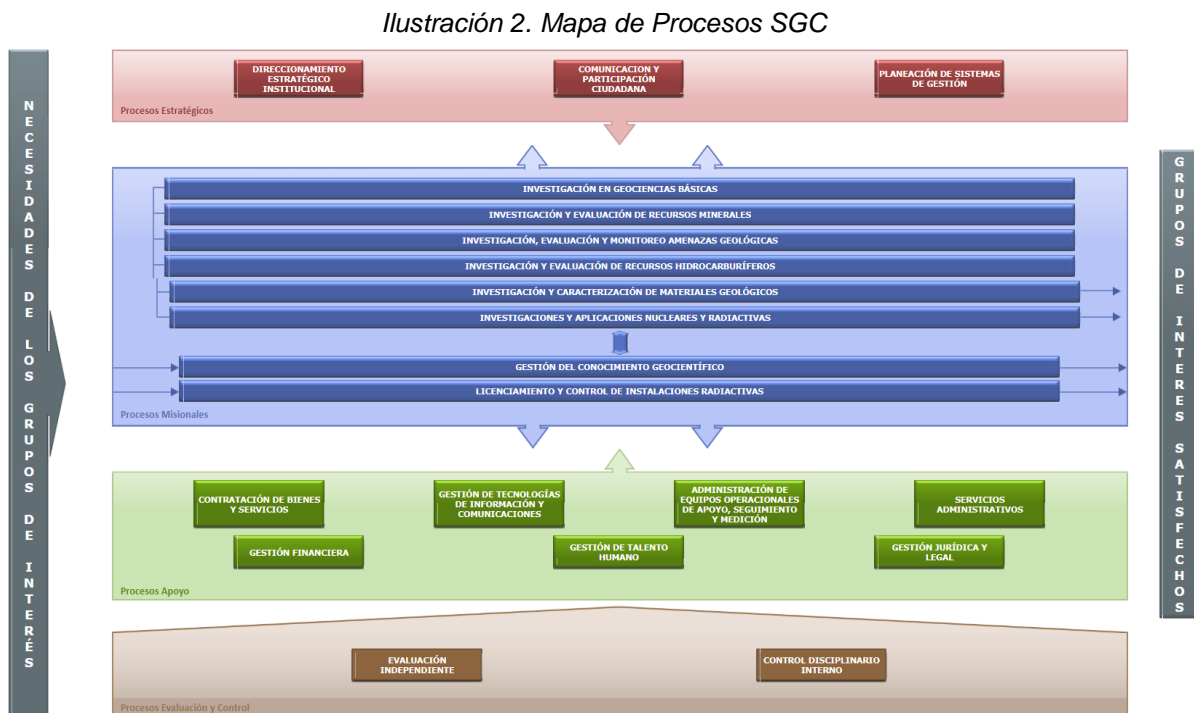 Ilustración 2. Mapa de Procesos SGC
NECESIDADES DE LOS GRUPOS DE INTERÉS
DIRECCIONAMIENTO
ESTRATÉGICO
INSTITUCIONAL
COMUNICACION Y
PARTICIPACIÓN
CIUDADANA
PLANEACIÓN DE SISTEMAS
DE GESTIÓN
Procesos Estratégicos
INVESTIGACIÓN EN GEOCIENCIAS BÁSICAS
INVESTIGACIÓN Y EVALUACIÓN DE RECURSOS MINERALES
INVESTIGACIÓN, EVALUACIÓN Y MONITOREO AMENAZAS GEOLÓGICAS
INVESTIGACIÓN Y EVALUACIÓN DE RECURSOS HIDROCARBURÍFEROS
INVESTIGACIÓN Y CARACTERIZACIÓN DE MATERIALES GEOLÓGICOS
INVESTIGACIONES Y APLICACIONES NUCLEARES Y RADIACTIVAS
GESTIÓN DEL CONOCIMIENTO GEOCIENTÍFICO
LICENCIAMIENTO Y CONTROL DE INSTALACIONES RADIACTIVAS
Procesos Misionales
CONTRATACIÓN DE BIENES
Y SERVICIOS
GESTIÓN DE TECNOLOGÍAS
DE INFORMACIÓN Y
COMUNICACIONES
ADMINISTRACIÓN DE
EQUIPOS OPERACIONALES
DE APOYO, SEGUIMIENTO
Y MEDICIÓN
SERVICIOS
ADMINISTRATIVOS
GESTIÓN FINANCIERA
GESTIÓN DE TALENTO
HUMANO
GESTIÓN JURÍDICA Y
LEGAL
Procesos Apoyo
EVALUACIÓN
INDEPENDIENTE
CONTROL DISCIPLINARIO
INTERNO
Procesos Evaluación y Control
GRUPOS DE INTERES SATISFECHOS